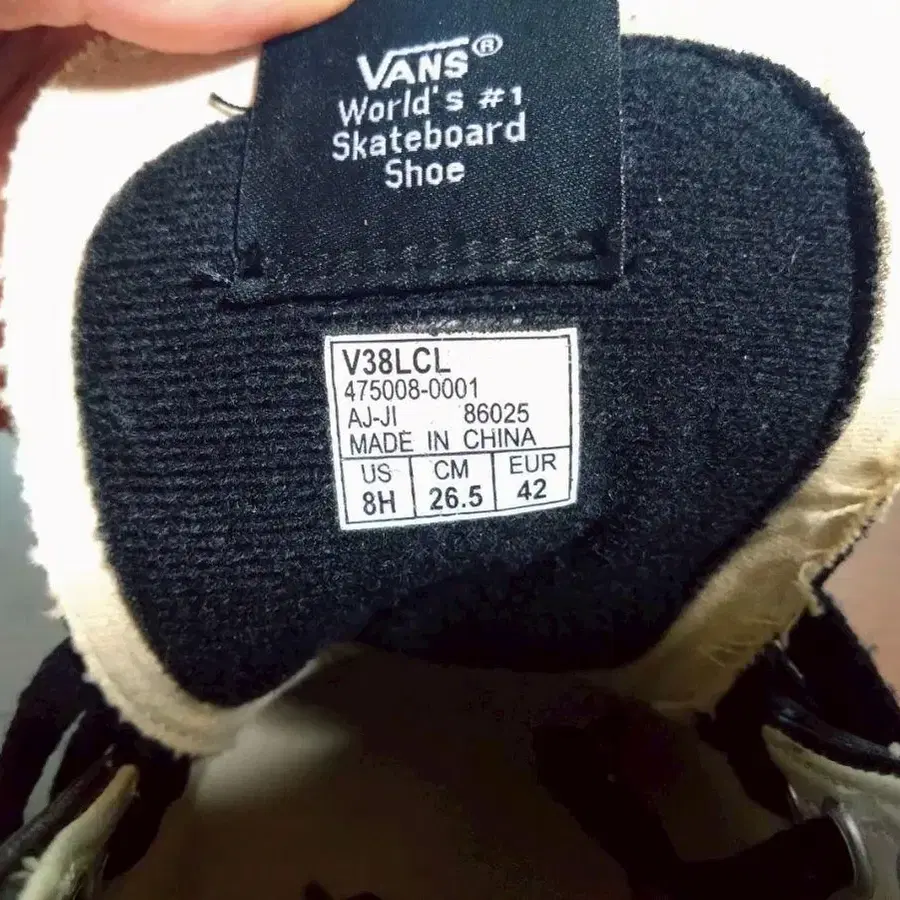 VANS®
World's #1
Skateboard
Shoe
V38LCL
475008-0001
AJ-JI 86025
MADE IN CHINA
US CM EUR
8H 26.5 42